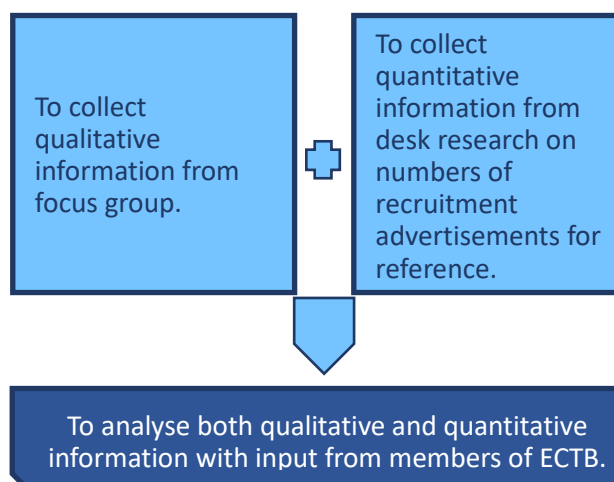 To collect
qualitative
information from
focus group.
To collect
quantitative
information from
desk research on
numbers of
recruitment
advertisements for
reference.
To analyse both qualitative and quantitative
information with input from members of ECTB.